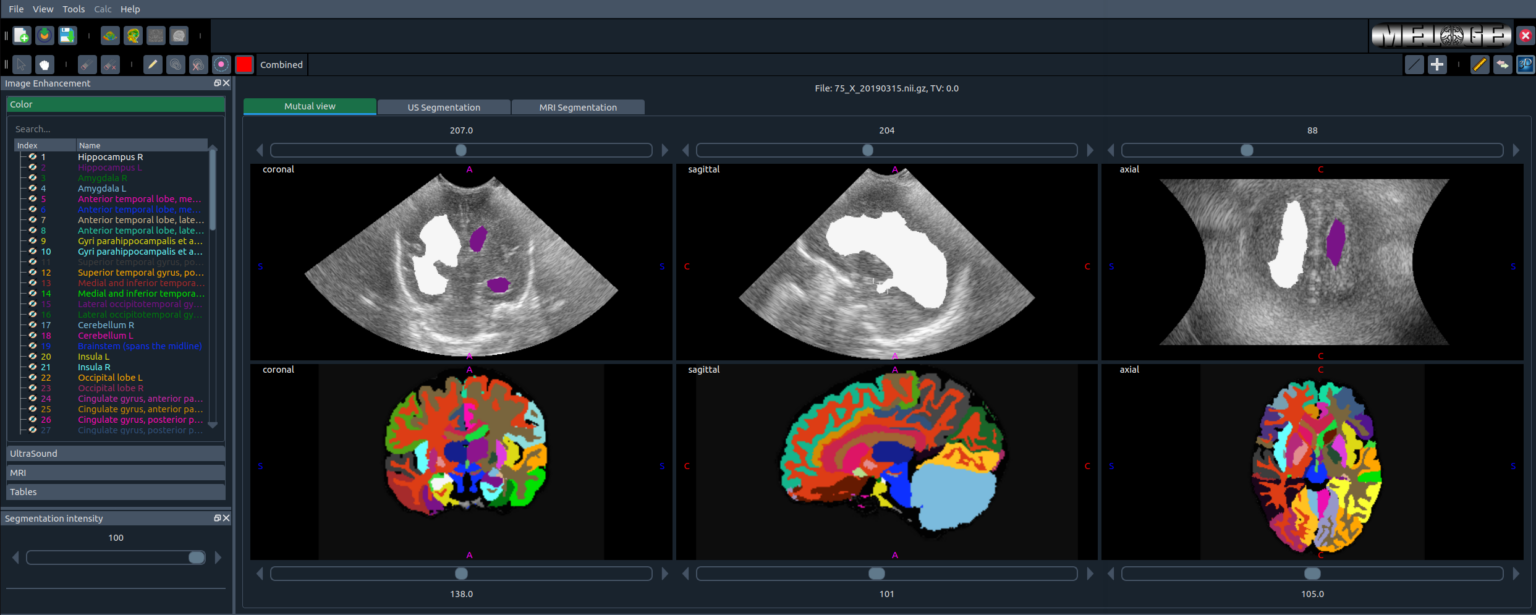 File View Tools Calc Help
MELAGE
Combined
Image Enhancement
Color
Search...
Index Name
1 Hippocampus R
2 Hippocampus L
3 Amygdala R
4 Amygdala L
5 Anterior temporal lobe, me...
6 Anterior temporal lobe, me...
7 Anterior temporal lobe, late...
8 Anterior temporal lobe, late...
9 Gyri parahippocampalis et a...
10 Gyri parahippocampalis et a...
11 Superior temporal gyrus, po...
12 Superior temporal gyrus, po...
13 Medial and inferior tempora...
14 Medial and inferior tempora...
15 Lateral occipitotemporal gy...
16 Lateral occipitotemporal gy...
17 Cerebellum R
18 Cerebellum L
19 Brainstem (spans the midline)
20 Insula L
21 Insula R
22 Occipital lobe L
23 Occipital lobe R
24 Cingulate gyrus, anterior pa...
25 Cingulate gyrus, anterior pa...
26 Cingulate gyrus, posterior p...
27 Cingulate gyrus, posterior p...
UltraSound
MRI
Tables
Segmentation intensity
100
File: 75_X_20190315.nii.gz, TV: 0.0
Mutual view US Segmentation MRI Segmentation
207.0 204 88
coronal A sagittal A axial C
S S C C S S
A A C
coronal A sagittal A axial C
S S C C S S
A A C
138.0 101 105.0